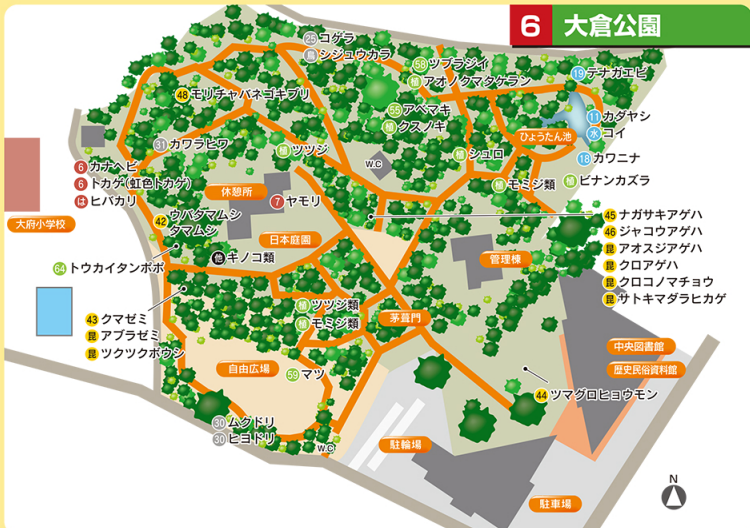 6 大倉公園
25 コゲラ
鳥 シジュウカラ
58 ツブラジイ
植 アオノクマタケラン
19 テナガエビ
48 モリチャバネゴキブリ
55 アベマキ
植 クスノキ
11 カダヤシ
水 コイ
ひょうたん池
31 カワラヒワ
植 ツツジ
W.C
植 シュロ
18 カワニナ
6 カナヘビ
6 トカゲ(虹色トカゲ)
は ヒバカリ
休憩所
7 ヤモリ
植 モミジ類
植 ビナンカズラ
大府小学校
42 ウバタマムシ
タマムシ
日本庭園
45 ナガサキアゲハ
46 ジャコウアゲハ
昆 アオスジアゲハ
昆 クロアゲハ
昆 クロコノマチョウ
昆 サトキマダラヒカゲ
64 トウカイタンポポ
他 キノコ類
管理棟
43 クマゼミ
昆 アブラゼミ
昆 ツクツクボウシ
植 ツツジ類
植 モミジ類
茅葺門
中央図書館
歴史民俗資料館
自由広場
59 マツ
44 ツマグロヒョウモン
30 ムクドリ
30 ヒヨドリ
W.C
駐輪場
駐車場
N